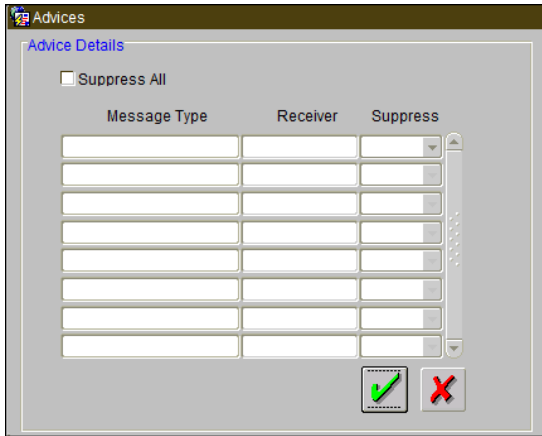 Advices
Advice Details
Suppress All
Message Type Receiver Suppress